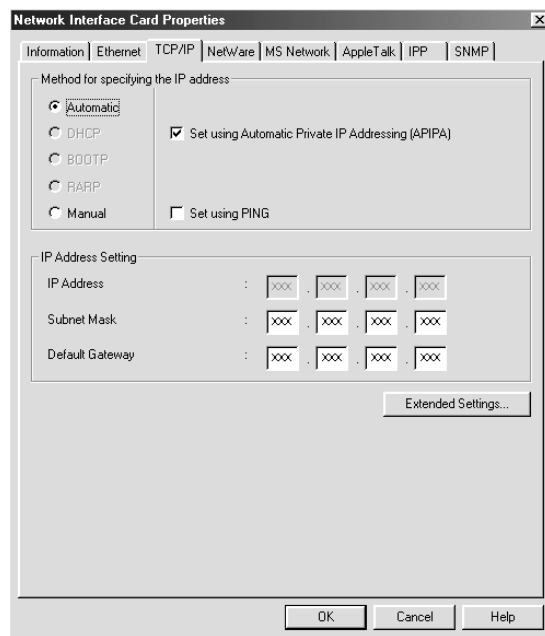 Network Interface Card Properties
Information Ethernet TCP/IP NetWare MS Network AppleTalk IPP SNMP
Method for specifying the IP address
Automatic
DHCP Set using Automatic Private IP Addressing (APIPA)
BOOTP
RARP
Manual Set using PING
IP Address Setting
IP Address : xxx . xxx . xxx . xxx
Subnet Mask : xxx . xxx . xxx . xxx
Default Gateway : xxx . xxx . xxx . xxx
Extended Settings...
OK Cancel Help